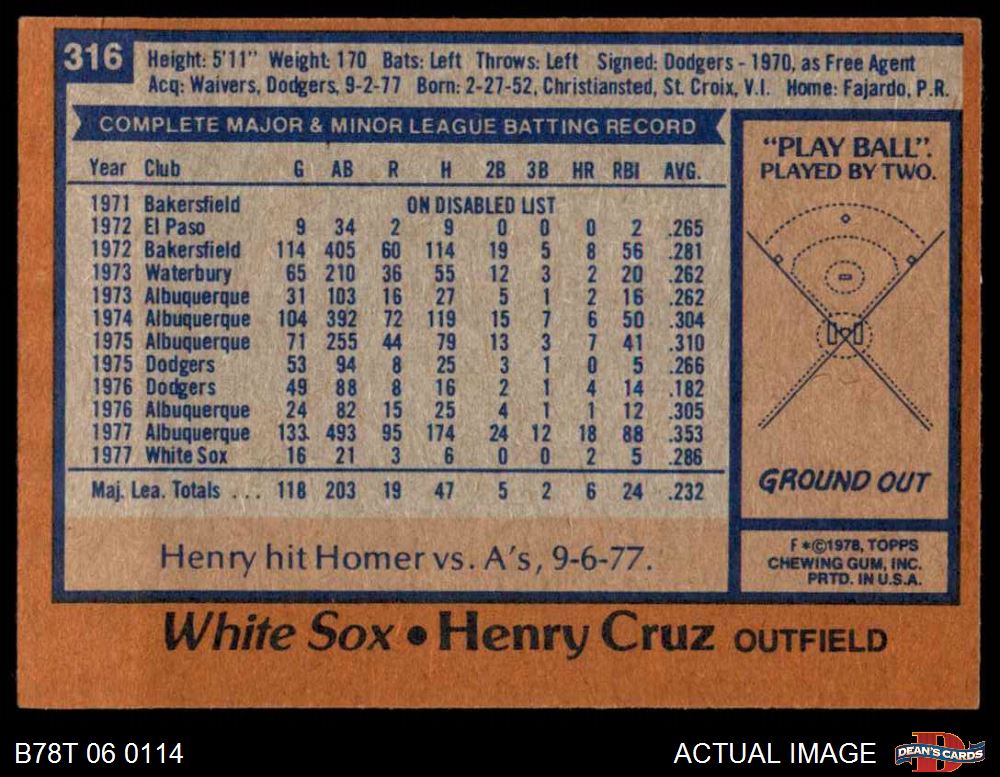 316
Height: 5'11" Weight: 170 Bats: Left Throws: Left Signed: Dodgers - 1970, as Free Agent
Acq: Waivers, Dodgers, 9-2-77 Born: 2-27-52, Christiansted, St. Croix, V.I. Home: Fajardo, P.R.
COMPLETE MAJOR & MINOR LEAGUE BATTING RECORD
Year Club G AB R H 2B 3B HR RBI AVG.
1971 Bakersfield ON DISABLED LIST
1972 El Paso 9 34 2 9 0 0 0 2 .265
1972 Bakersfield 114 405 60 114 19 5 8 56 .281
1973 Waterbury 65 210 36 55 12 3 2 20 .262
1973 Albuquerque 31 103 16 27 5 1 2 16 .262
1974 Albuquerque 104 392 72 119 15 7 6 50 .304
1975 Albuquerque 71 255 44 79 13 3 7 41 .310
1975 Dodgers 53 94 8 25 3 1 0 5 .266
1976 Dodgers 49 88 8 16 2 1 4 14 .182
1976 Albuquerque 24 82 15 25 4 1 1 12 .305
1977 Albuquerque 133 493 95 174 24 12 18 88 .353
1977 White Sox 16 21 3 6 0 0 2 5 .286
Maj. Lea. Totals ... 118 203 19 47 5 2 6 24 .232
Henry hit Homer vs. A's, 9-6-77.
"PLAY BALL".
PLAYED BY TWO.
GROUND OUT
F*©1978, TOPPS
CHEWING GUM, INC.
PRTD. IN U.S.A.
White Sox • Henry Cruz OUTFIELD
B78T 06 0114
ACTUAL IMAGE
DEAN'S CARDS